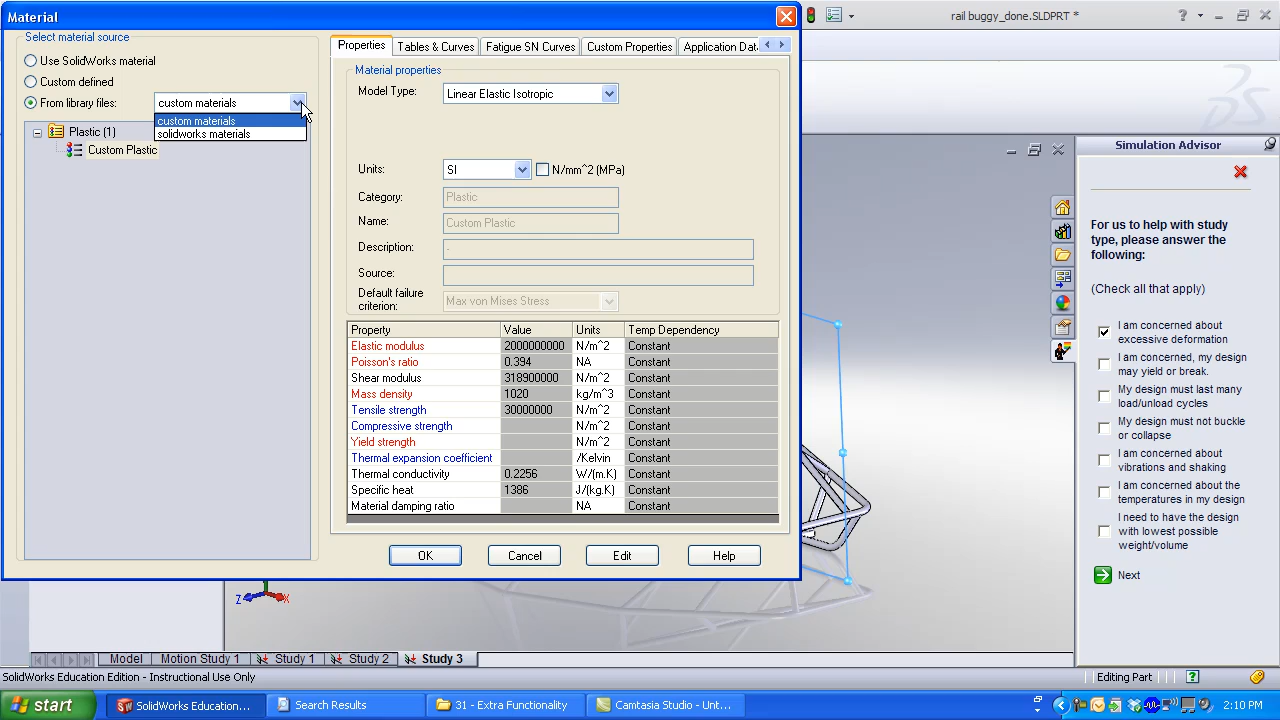 Material
rail buggy_done.SLDPRT *
Select material source
Use SolidWorks material
Custom defined
From library files:
custom materials
custom materials
solidworks materials
Plastic (1)
Custom Plastic
Properties
Tables & Curves
Fatigue SN Curves
Custom Properties
Application Dat
Material properties
Model Type:
Linear Elastic Isotropic
Units:
SI
N/mm^2 (MPa)
Category:
Plastic
Name:
Custom Plastic
Description:
-
Source:
Default failure
criterion:
Max von Mises Stress
Property Value Units Temp Dependency
Elastic modulus 2000000000 N/m^2 Constant
Poisson's ratio 0.394 NA Constant
Shear modulus 318900000 N/m^2 Constant
Mass density 1020 kg/m^3 Constant
Tensile strength 30000000 N/m^2 Constant
Compressive strength N/m^2 Constant
Yield strength N/m^2 Constant
Thermal expansion coefficient /Kelvin Constant
Thermal conductivity 0.2256 W/(m.K) Constant
Specific heat 1386 J/(kg.K) Constant
Material damping ratio NA Constant
OK
Cancel
Edit
Help
Simulation Advisor
For us to help with study
type, please answer the
following:
(Check all that apply)
I am concerned about
excessive deformation
I am concerned, my design
may yield or break.
My design must last many
load/unload cycles
My design must not buckle
or collapse
I am concerned about
vibrations and shaking
I am concerned about the
temperatures in my design
I need to have the design
with lowest possible
weight/volume
Next
Z
X
Model
Motion Study 1
Study 1
Study 2
Study 3
SolidWorks Education Edition - Instructional Use Only
Editing Part
start
SolidWorks Education...
Search Results
31 - Extra Functionality
Camtasia Studio - Unt...
2:10 PM